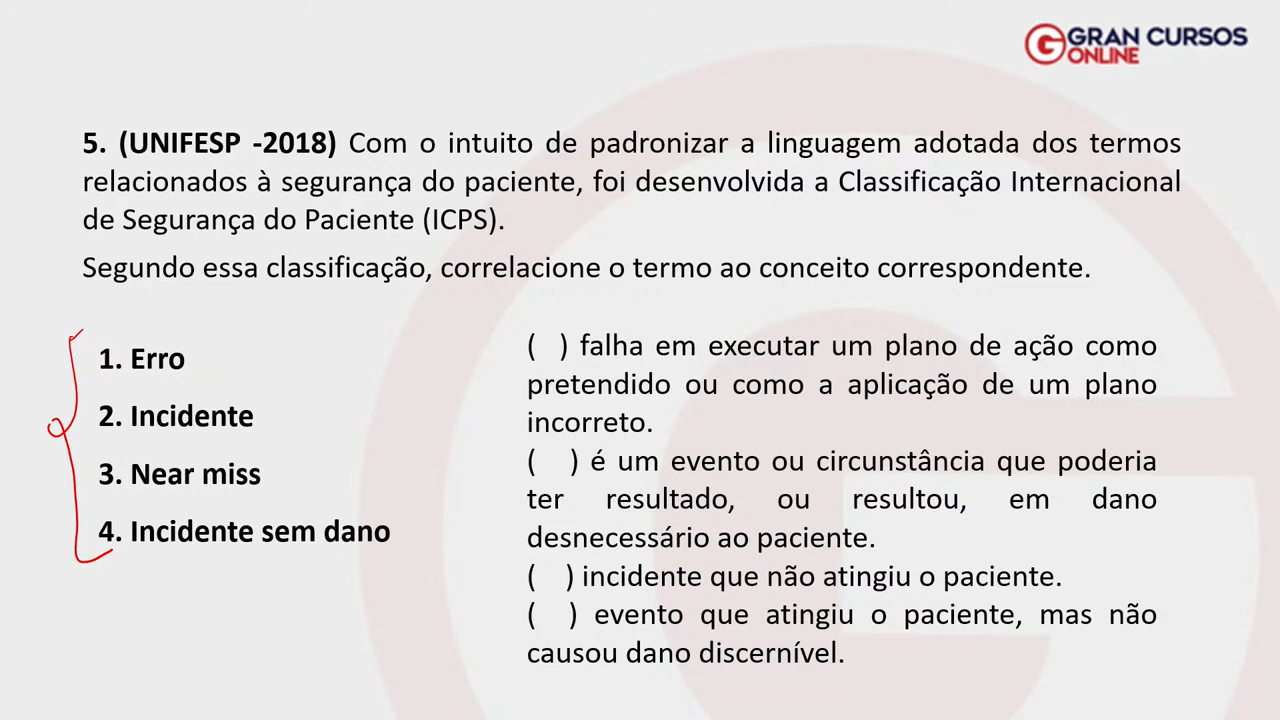 GRAN CURSOS
ONLINE
5. (UNIFESP -2018) Com o intuito de padronizar a linguagem adotada dos termos
relacionados à segurança do paciente, foi desenvolvida a Classificação Internacional
de Segurança do Paciente (ICPS).
Segundo essa classificação, correlacione o termo ao conceito correspondente.
1. Erro
2. Incidente
3. Near miss
4. Incidente sem dano
( ) falha em executar um plano de ação como
pretendido ou como a aplicação de um plano
incorreto.
( ) é um evento ou circunstância que poderia
ter resultado, ou resultou, em dano
desnecessário ao paciente.
( ) incidente que não atingiu o paciente.
( ) evento que atingiu o paciente, mas não
causou dano discernível.